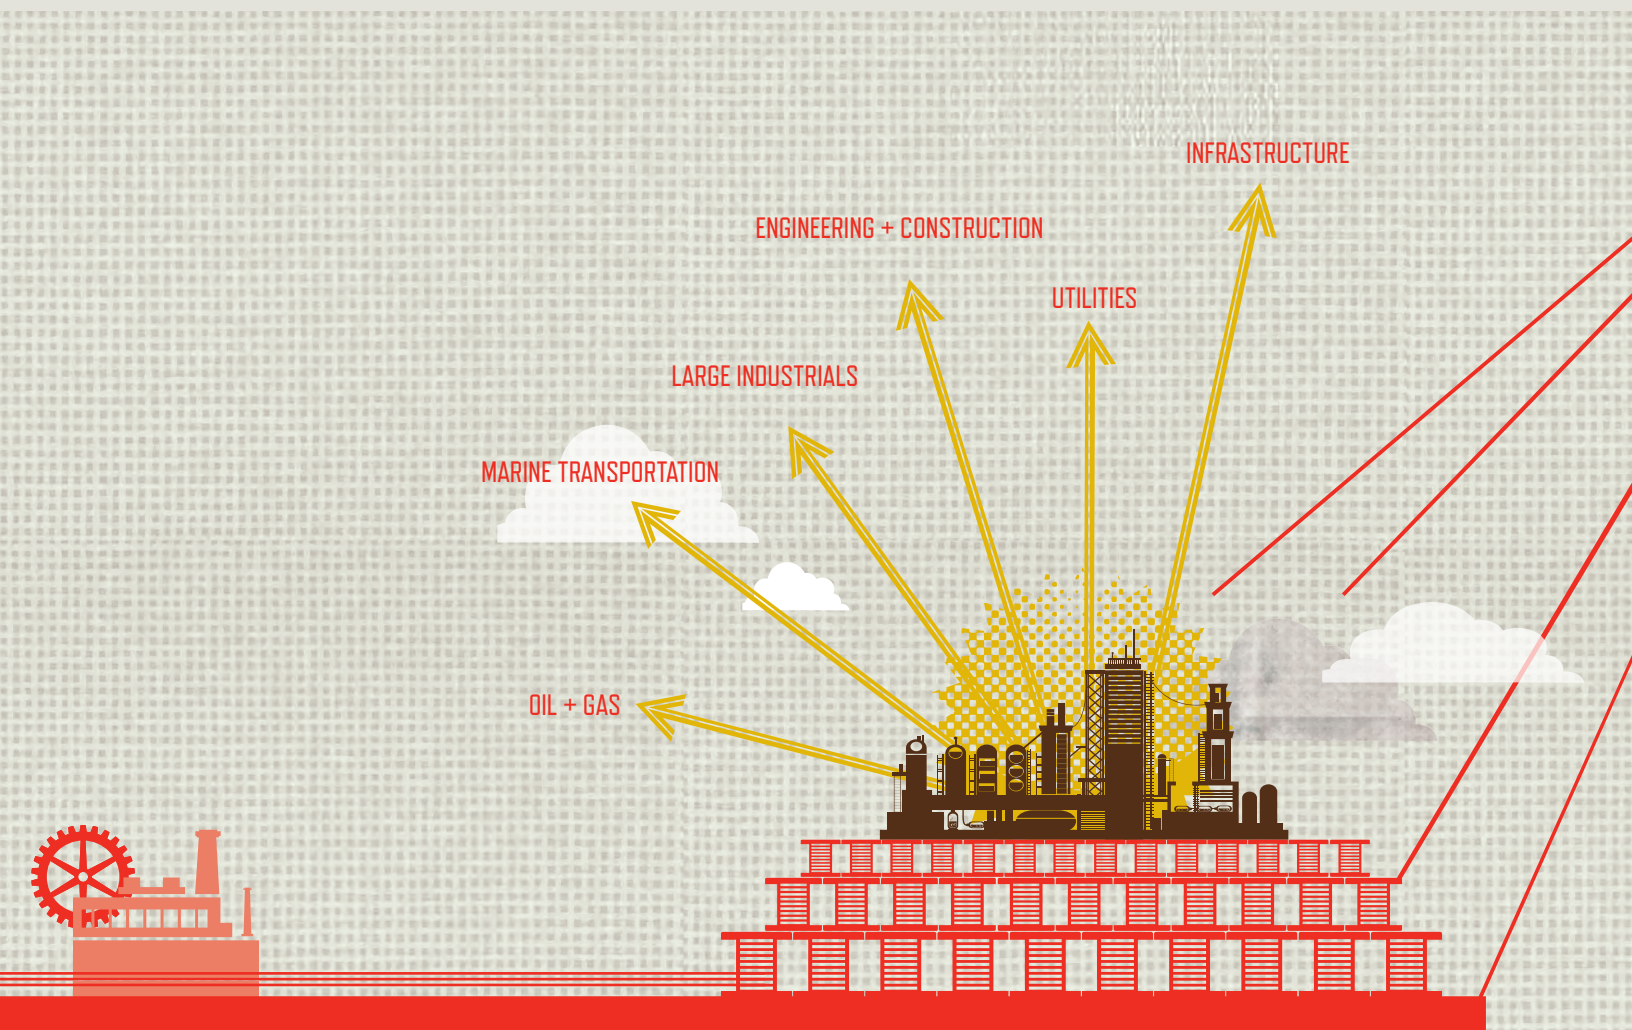 INFRASTRUCTURE
ENGINEERING + CONSTRUCTION
UTILITIES
LARGE INDUSTRIALS
MARINE TRANSPORTATION
OIL + GAS